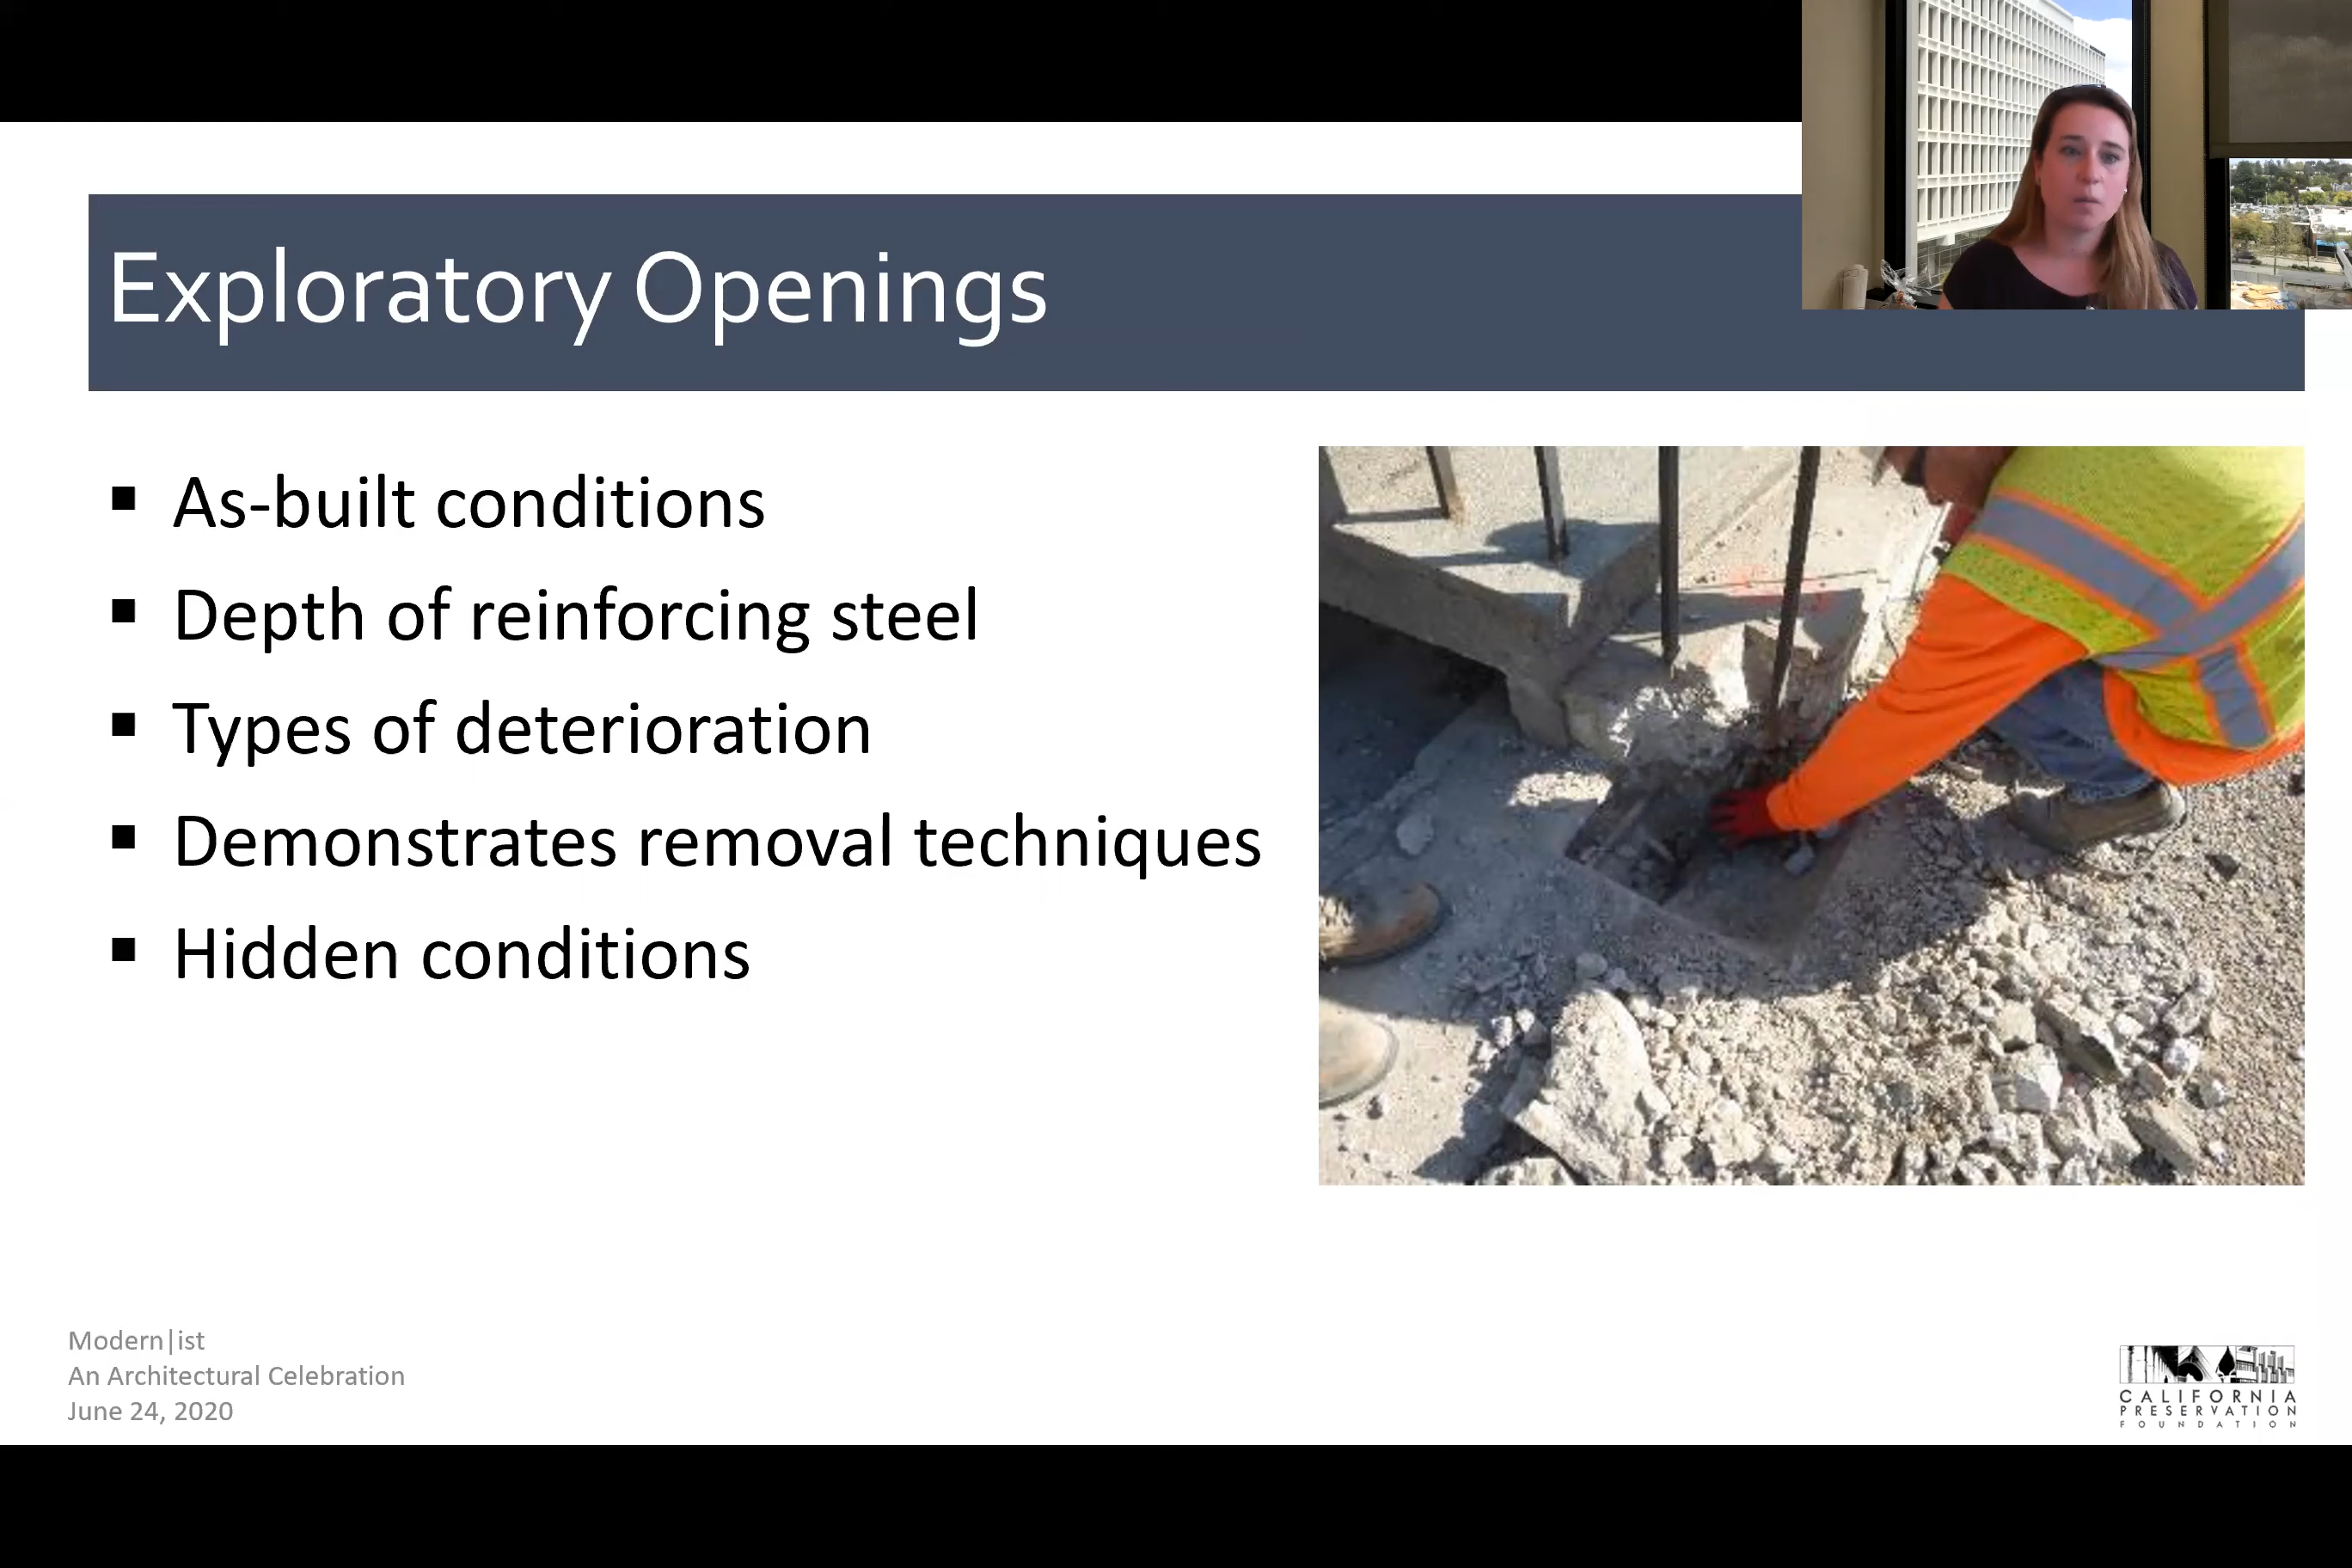 Exploratory Openings
▪ As-built conditions
▪ Depth of reinforcing steel
▪ Types of deterioration
▪ Demonstrates removal techniques
▪ Hidden conditions
Modern|ist
An Architectural Celebration
June 24, 2020
CALIFORNIA
PRESERVATION
FOUNDATION